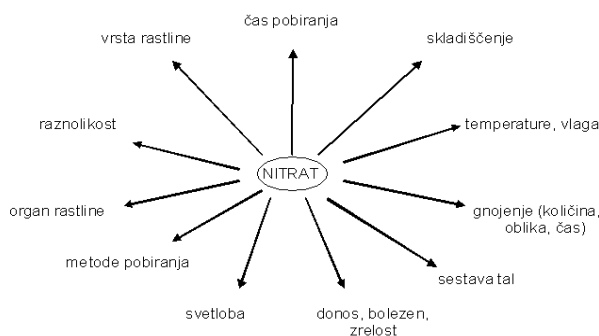 čas pobiranja
vrsta rastline
skladiščenje
raznolikost
temperature, vlaga
NITRAT
organ rastline
gnojenje (količina,
oblika, čas)
metode pobiranja
sestava tal
svetloba
donos, bolezen,
zrelost